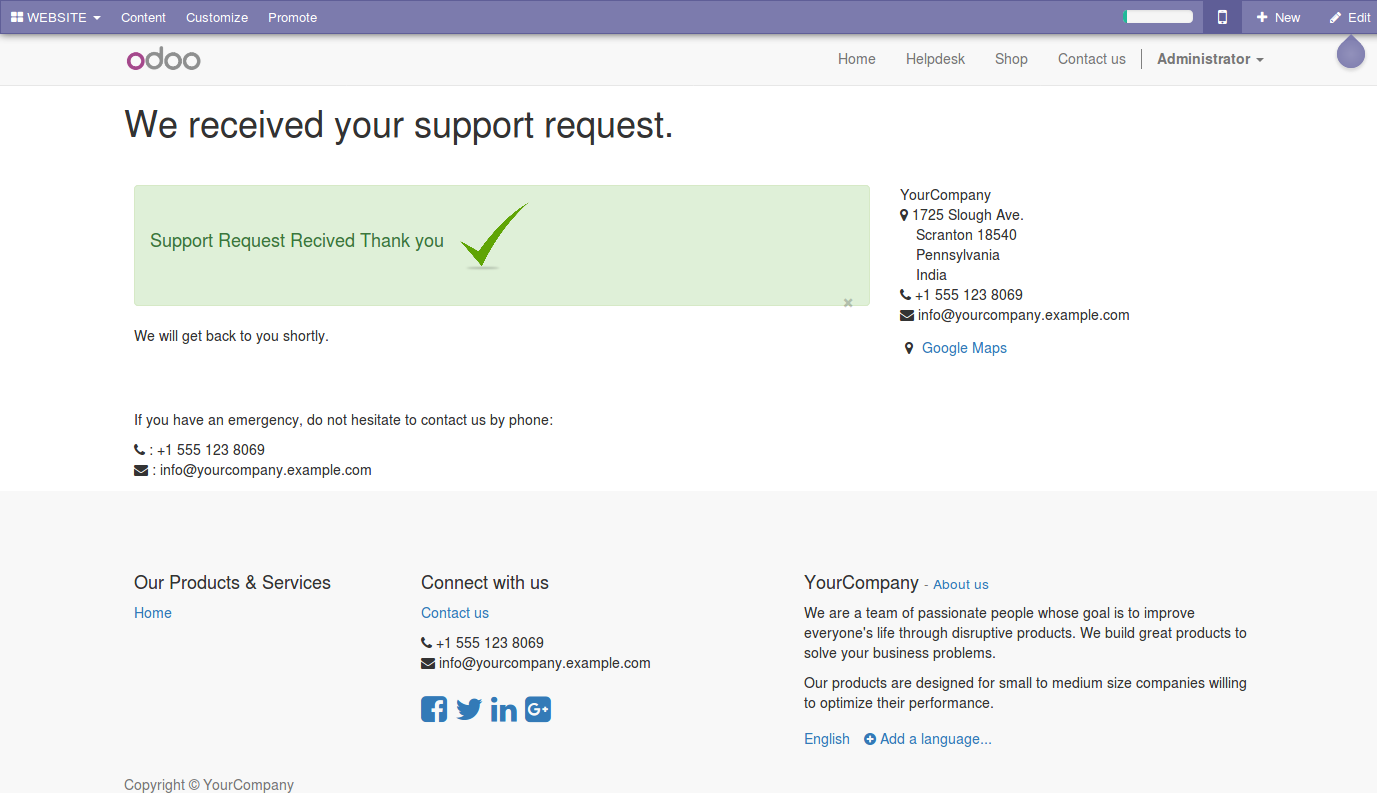 WEBSITE Content Customize Promote New Edit
odoo Home Helpdesk Shop Contact us Administrator
We received your support request.
Support Request Recived Thank you
×
We will get back to you shortly.
If you have an emergency, do not hesitate to contact us by phone:
: +1 555 123 8069
: info@yourcompany.example.com
YourCompany
1725 Slough Ave.
Scranton 18540
Pennsylvania
India
+1 555 123 8069
info@yourcompany.example.com
Google Maps
Our Products & Services
Home
Connect with us
Contact us
+1 555 123 8069
info@yourcompany.example.com
YourCompany - About us
We are a team of passionate people whose goal is to improve
everyone's life through disruptive products. We build great products to
solve your business problems.
Our products are designed for small to medium size companies willing
to optimize their performance.
English Add a language...
Copyright © YourCompany